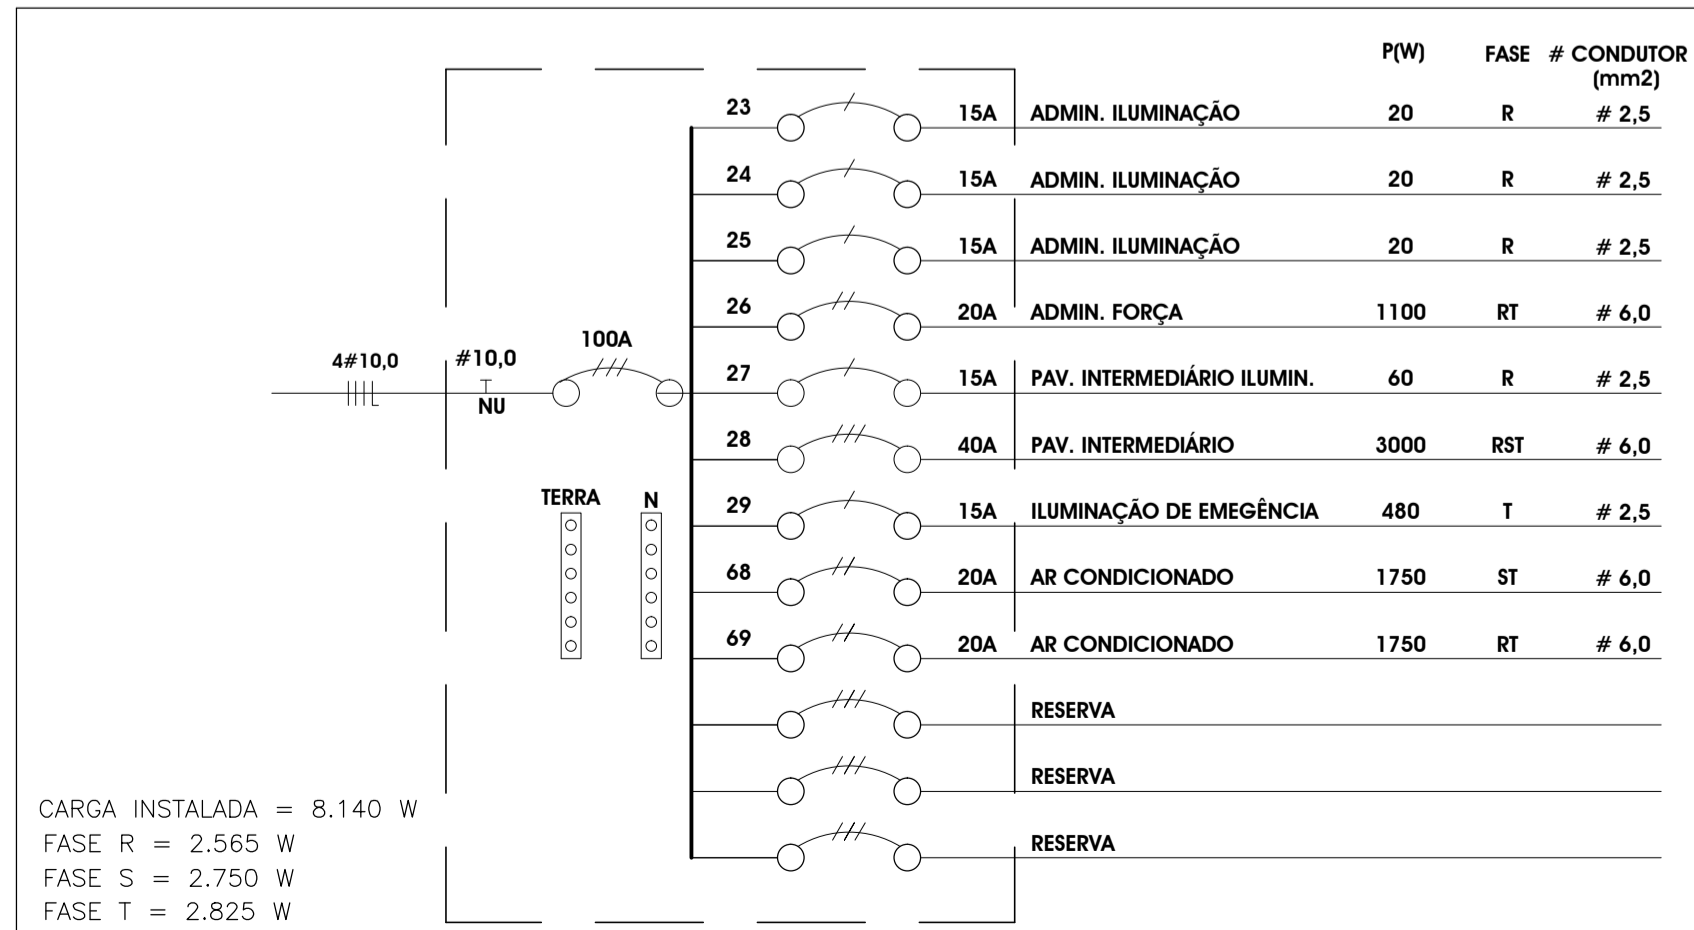 P(W) FASE # CONDUTOR
(mm2)
23 15A ADMIN. ILUMINAÇÃO 20 R # 2,5
24 15A ADMIN. ILUMINAÇÃO 20 R # 2,5
25 15A ADMIN. ILUMINAÇÃO 20 R # 2,5
26 20A ADMIN. FORÇA 1100 RT # 6,0
100A
4#10,0 #10,0
NU
27 15A PAV. INTERMEDIÁRIO ILUMIN. 60 R # 2,5
28 40A PAV. INTERMEDIÁRIO 3000 RST # 6,0
TERRA N
29 15A ILUMINAÇÃO DE EMEGÊNCIA 480 T # 2,5
68 20A AR CONDICIONADO 1750 ST # 6,0
69 20A AR CONDICIONADO 1750 RT # 6,0
RESERVA
RESERVA
RESERVA
CARGA INSTALADA = 8.140 W
FASE R = 2.565 W
FASE S = 2.750 W
FASE T = 2.825 W